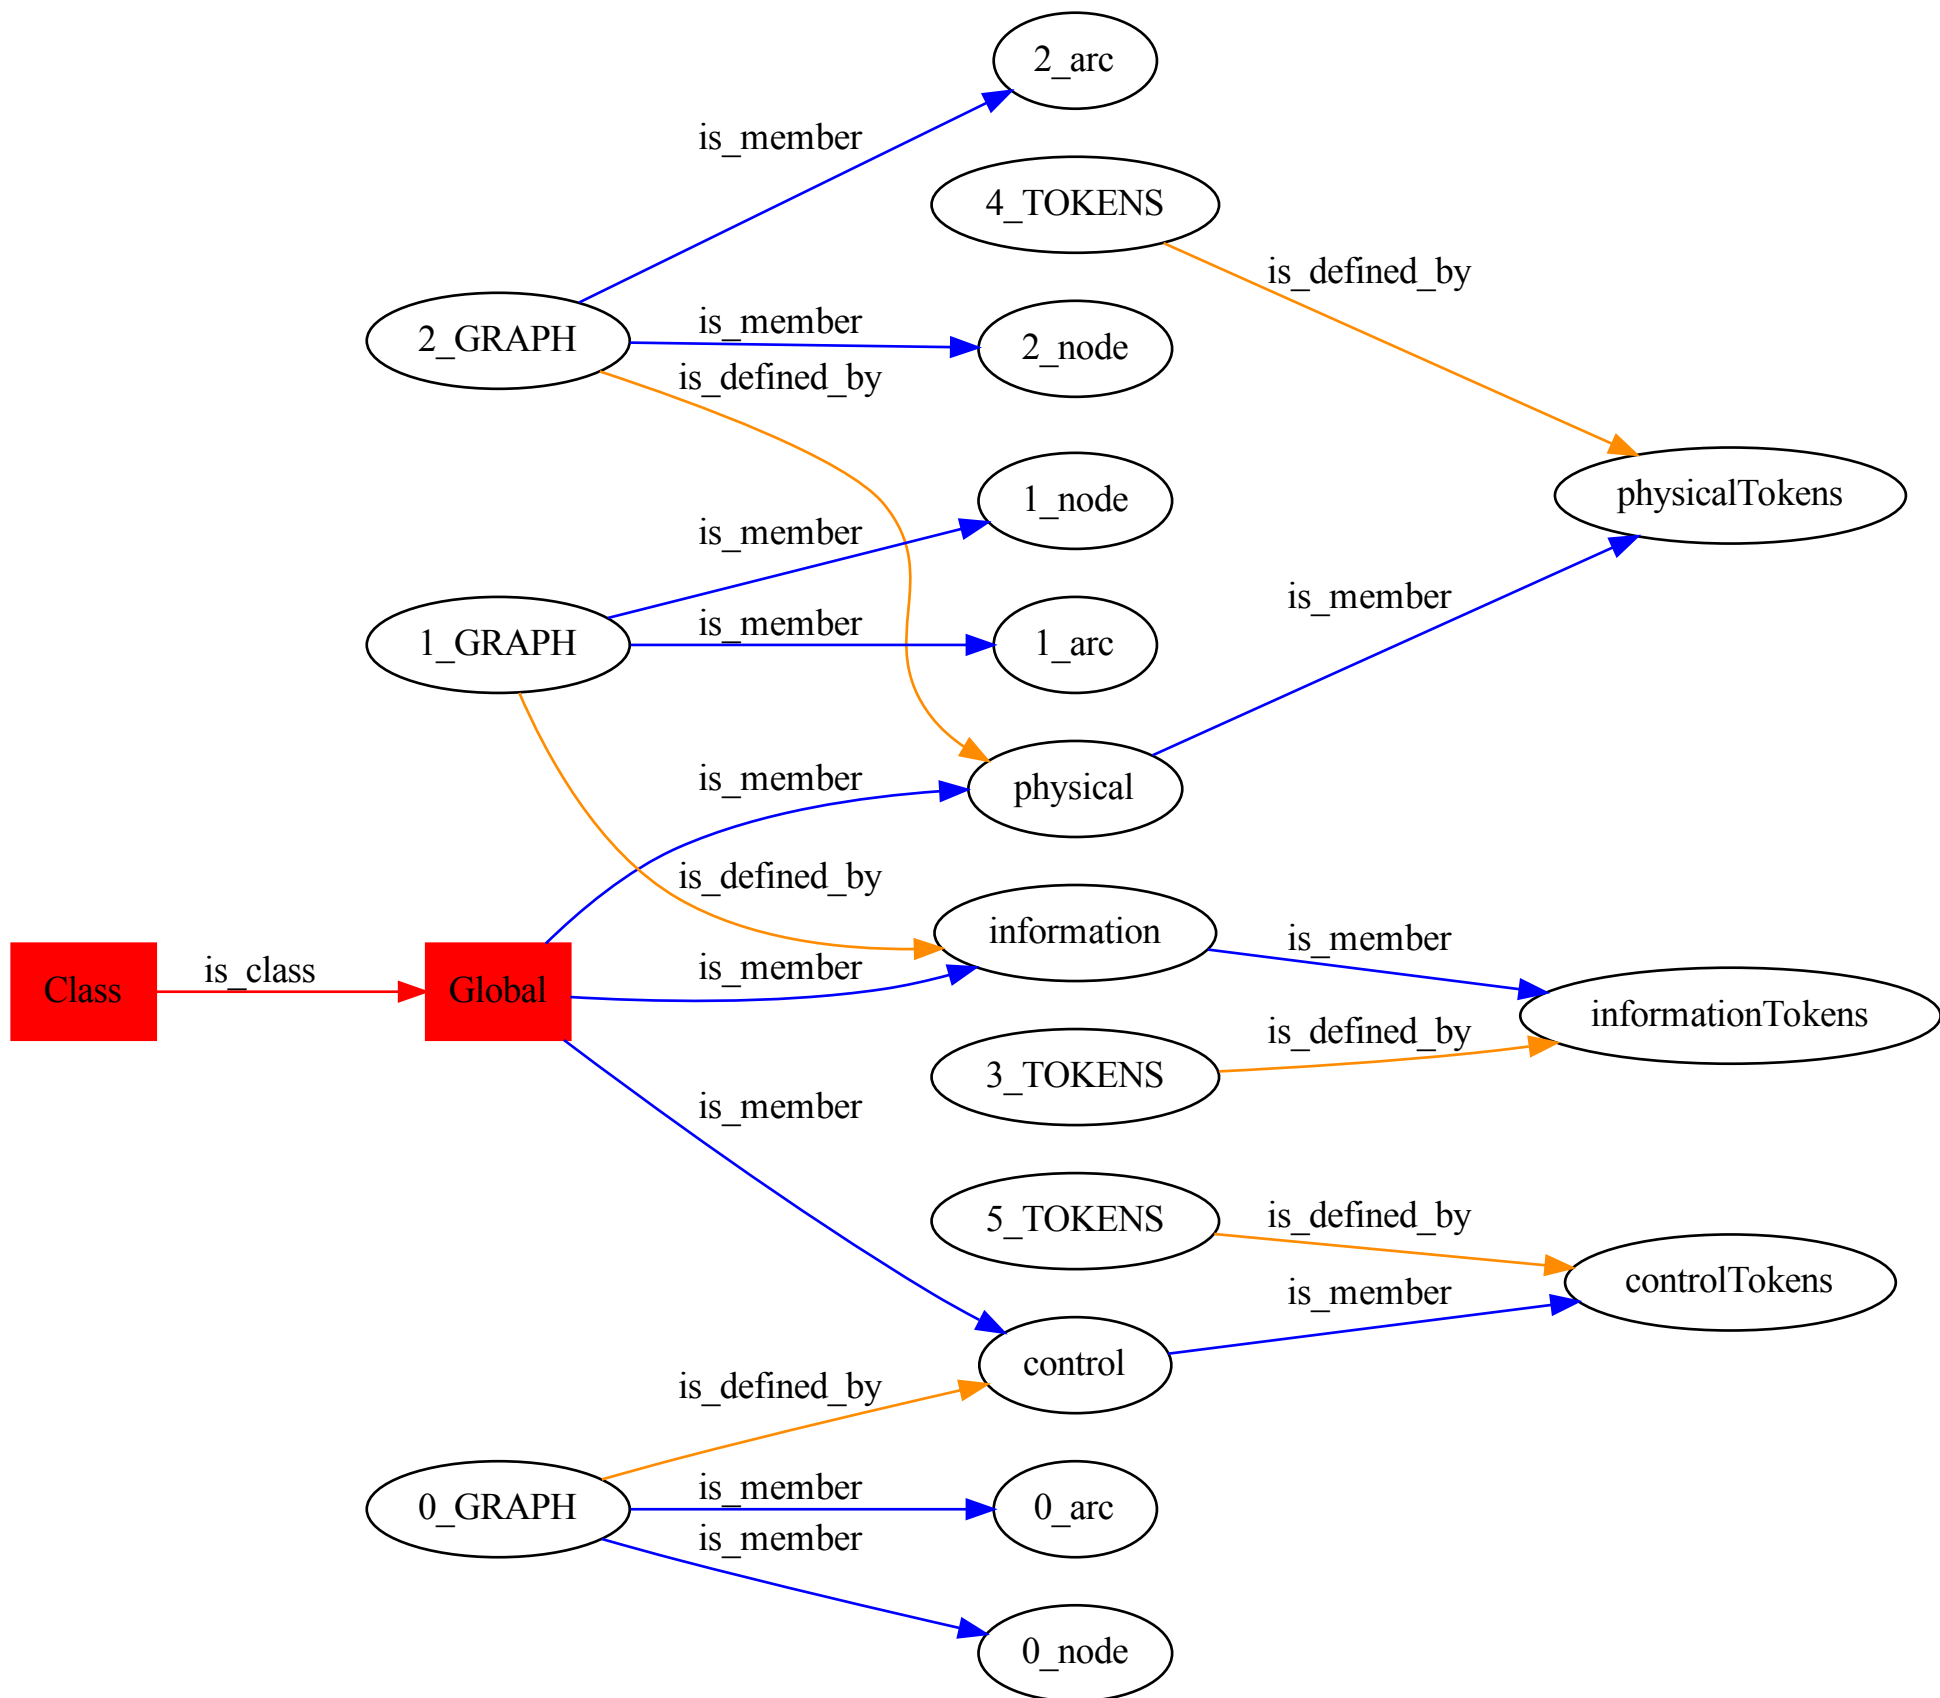 2_arc
is_member
4_TOKENS
is_defined_by
2_GRAPH
is_member
2_node
is_defined_by
1_node
physicalTokens
is_member
is_member
1_GRAPH
is_member
1_arc
is_member
physical
is_defined_by
information
is_member
is_member
Class
is_class
Global
informationTokens
is_defined_by
3_TOKENS
is_member
5_TOKENS
is_defined_by
controlTokens
is_member
control
is_defined_by
is_member
0_GRAPH
0_arc
is_member
0_node